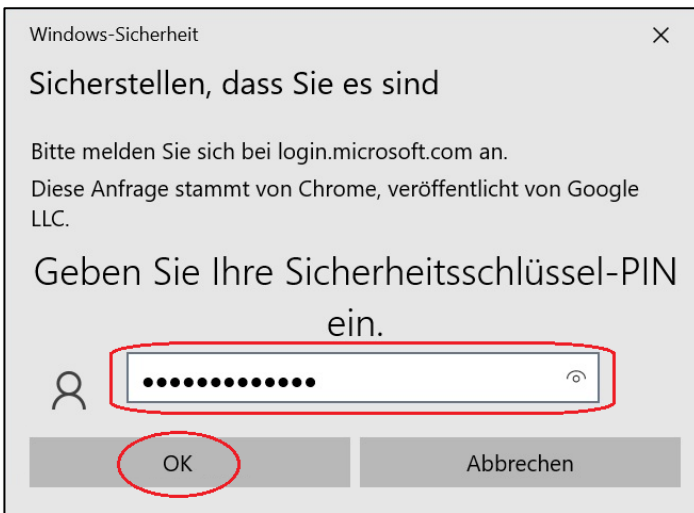 Windows-Sicherheit
Sicherstellen, dass Sie es sind
Bitte melden Sie sich bei login.microsoft.com an.
Diese Anfrage stammt von Chrome, veröffentlicht von Google
LLC.
Geben Sie Ihre Sicherheitsschlüssel-PIN
ein.
●●●●●●●●●●●●●
OK Abbrechen